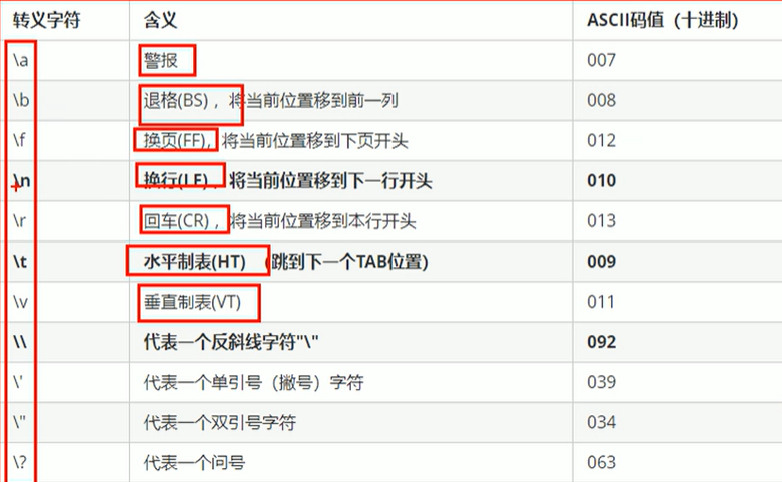 转义字符 含义 ASCII码值（十进制）
\a 警报 007
\b 退格(BS) ，将当前位置移到前一列 008
\f 换页(FF)，将当前位置移到下页开头 012
\n 换行(LF) ，将当前位置移到下一行开头 010
\r 回车(CR) ，将当前位置移到本行开头 013
\t 水平制表(HT) （跳到下一个TAB位置) 009
\v 垂直制表(VT) 011
\\ 代表一个反斜线字符"\" 092
\' 代表一个单引号（撇号）字符 039
\" 代表一个双引号字符 034
\? 代表一个问号 063